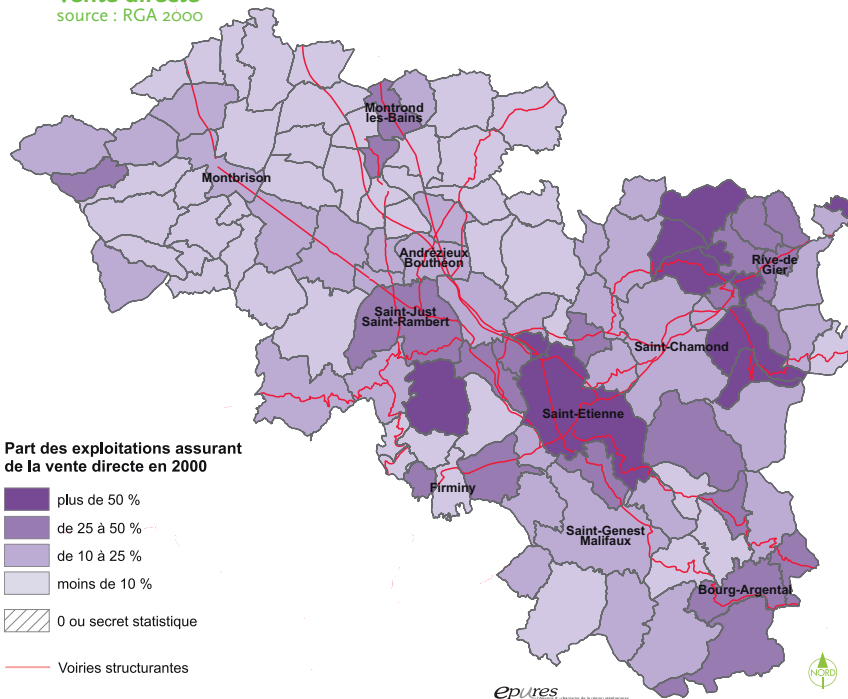 vente directe
source : RGA 2000
Montrond
les-Bains
Montbrison
Andrézieux
Bouthéon
Rive-de
Gier
Saint-Just
Saint-Rambert
Saint-Chamond
Saint-Etienne
Firminy
Saint-Genest
Malifaux
Bourg-Argental
Part des exploitations assurant
de la vente directe en 2000
plus de 50 %
de 25 à 50 %
de 10 à 25 %
moins de 10 %
0 ou secret statistique
Voiries structurantes
epures
NORD